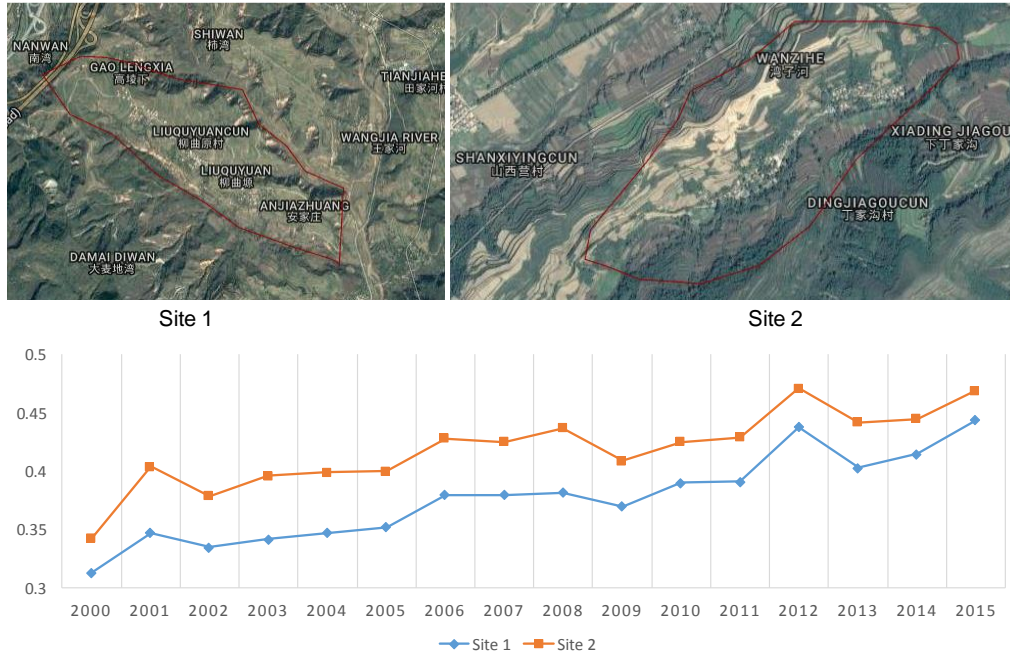 NANWAN
南湾
SHIWAN
柿湾
GAO LENGXIA
高堎下
TIANJIAHE
田家河村
LIUQUYUANCUN
柳曲原村
WANGJIA RIVER
王家河
LIUQUYUAN
柳曲塬
ANJIAZHUANG
安家庄
DAMAI DIWAN
大麦地湾
ad)
WANZIHE
湾子河
SHANXIYINGCUN
山西营村
XIADING JIAGOU
下丁家沟
DINGJIAGOUCUN
丁家沟村
Site 1
Site 2
0.5
0.45
0.4
0.35
0.3
2000 2001 2002 2003 2004 2005 2006 2007 2008 2009 2010 2011 2012 2013 2014 2015
Site 1 Site 2